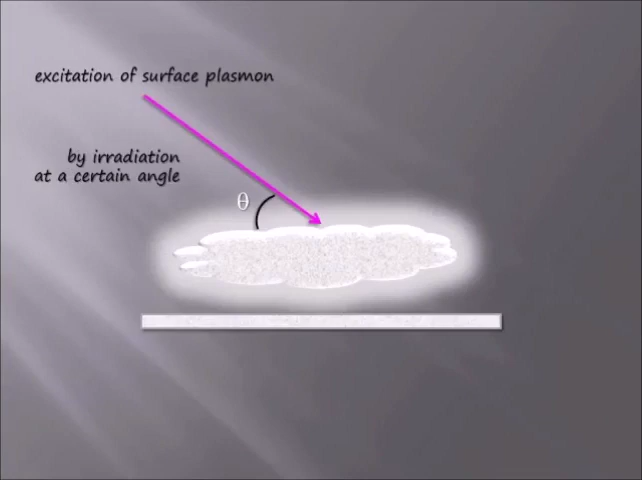 excitation of surface plasmon
by irradiation
at a certain angle
θ